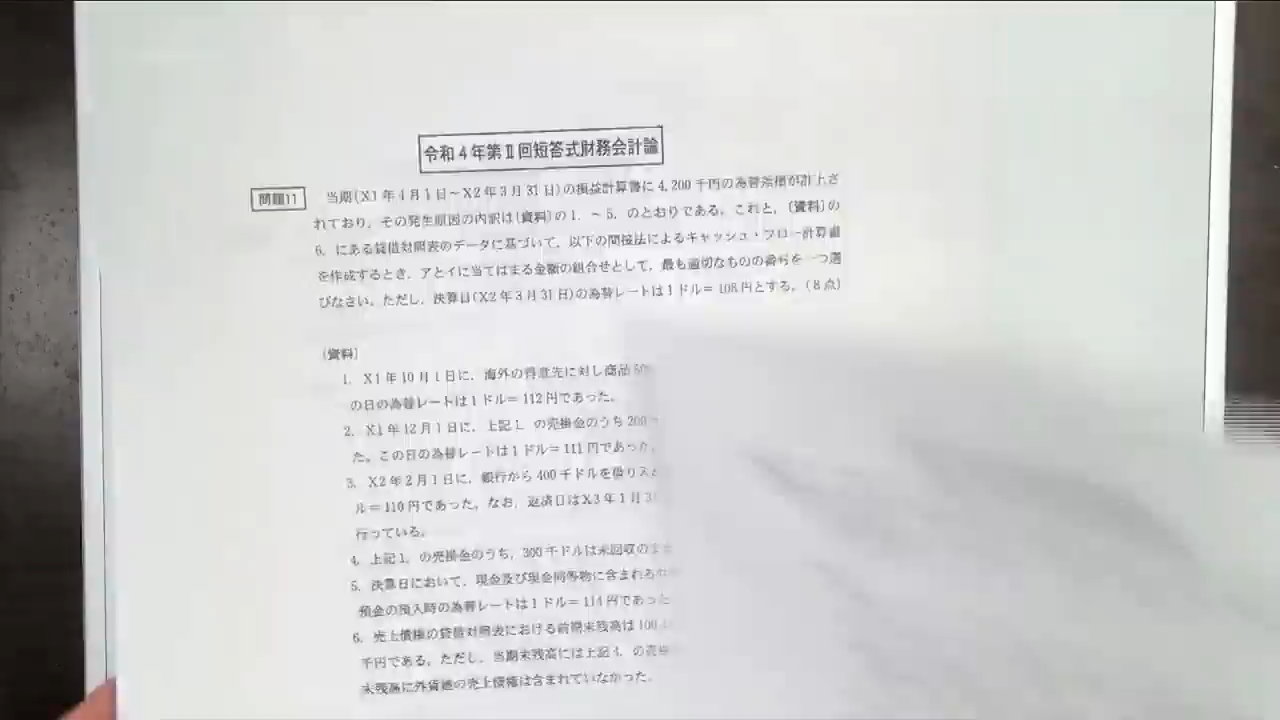 令和4年第Ⅱ回短答式財務会計論
問題11
当期(X1年4月1日～X2年3月31日)の損益計算書に4,200千円の為替差損が計上さ
れており，その発生原因の内訳は〔資料〕の1．～5．のとおりである。これと，〔資料〕の
6．にある貸借対照表のデータに基づいて，以下の間接法によるキャッシュ・フロー計算書
を作成するとき，アとイに当てはまる金額の組合せとして，最も適切なものの番号を一つ選
びなさい。ただし，決算日(X2年3月31日)の為替レートは1ドル＝108円とする。(8点)
〔資料〕
1．X1年10月1日に，海外の得意先に対し商品
の日の為替レートは1ドル＝112円であった。
2．X1年12月1日に，上記1．の売掛金のうち200
た。この日の為替レートは1ドル＝111円であった。
3．X2年2月1日に，銀行から400千ドルを借り
ル＝110円であった。なお，返済日はX3年1月
行っている。
4．上記1．の売掛金のうち，300千ドルは未回収の
5．決算日において，現金及び現金同等物に含まれる
預金の預入時の為替レートは1ドル＝114円であった
6．売上債権の貸借対照表における前期末残高は
千円である。ただし，当期末残高には上記4．の
末残高に外貨建の売上債権は含まれていなかった。